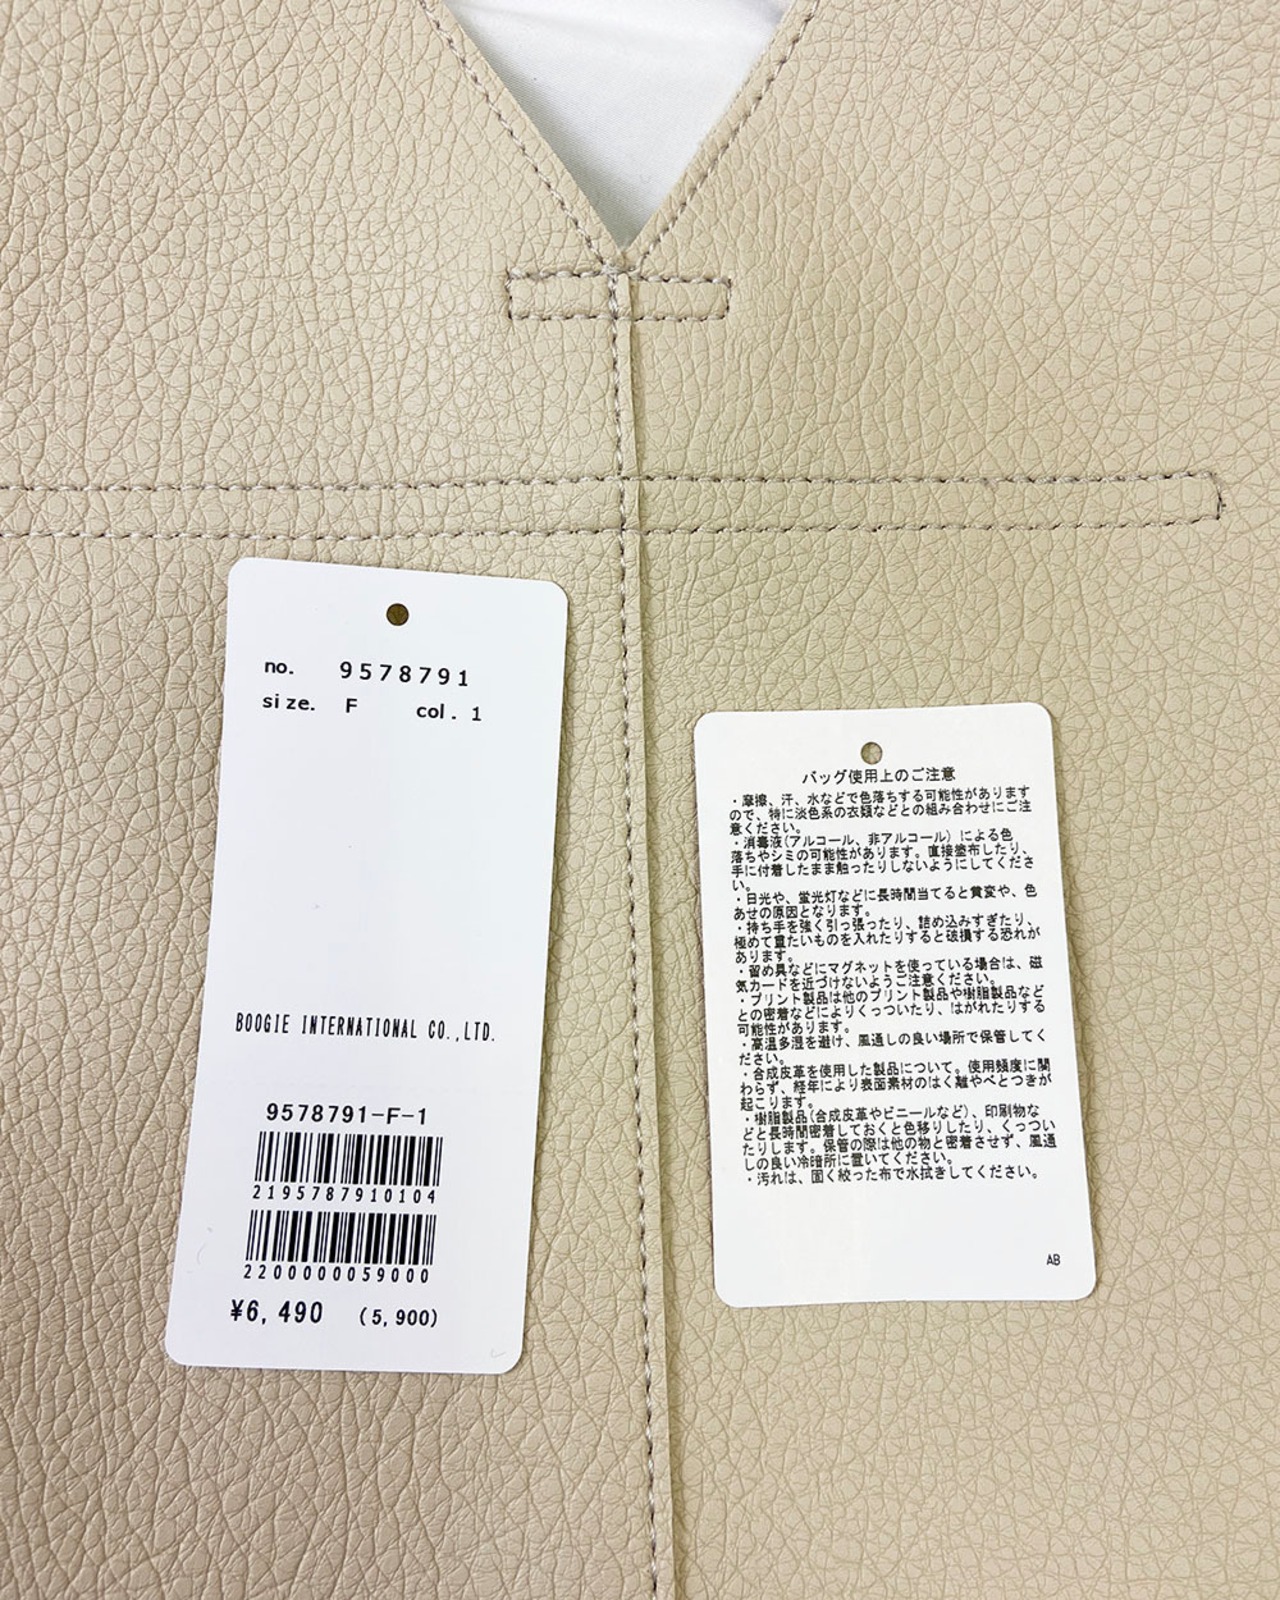 no. 9578791
size. F col. 1
BOOGIE INTERNATIONAL CO.,LTD.
9578791-F-1
2195787910104
2200000059000
¥6,490 (5,900)
バッグ使用上のご注意
・摩擦、汗、水などで色落ちする可能性があります
ので、特に淡色系の衣類などとの組み合わせにご注
意ください。
・消毒液(アルコール、非アルコール)による色
落ちやシミの可能性があります。直接塗布したり、
手に付着したまま触ったりしないようにしてくださ
い。
・日光や、蛍光灯などに長時間当てると黄変や、色
あせの原因となります。
・持ち手を強く引っ張ったり、詰め込みすぎたり、
極めて重たいものを入れたりすると破損する恐れが
あります。
・留め具などにマグネットを使っている場合は、磁
気カードを近づけないようご注意ください。
・プリント製品は他のプリント製品や樹脂製品など
との密着などによりくっついたり、はがれたりする
可能性があります。
・高温多湿を避け、風通しの良い場所で保管してく
ださい。
・合成皮革を使用した製品について。使用頻度に関
わらず、経年により表面素材のはく離やべとつきが
起こります。
・樹脂製品(合成皮革やビニールなど)、印刷物な
どと長時間密着しておくと色移りしたり、くっつい
たりします。保管の際は他の物と密着させず、風通
しの良い冷暗所に置いてください。
・汚れは、固く絞った布で水拭きしてください。
AB